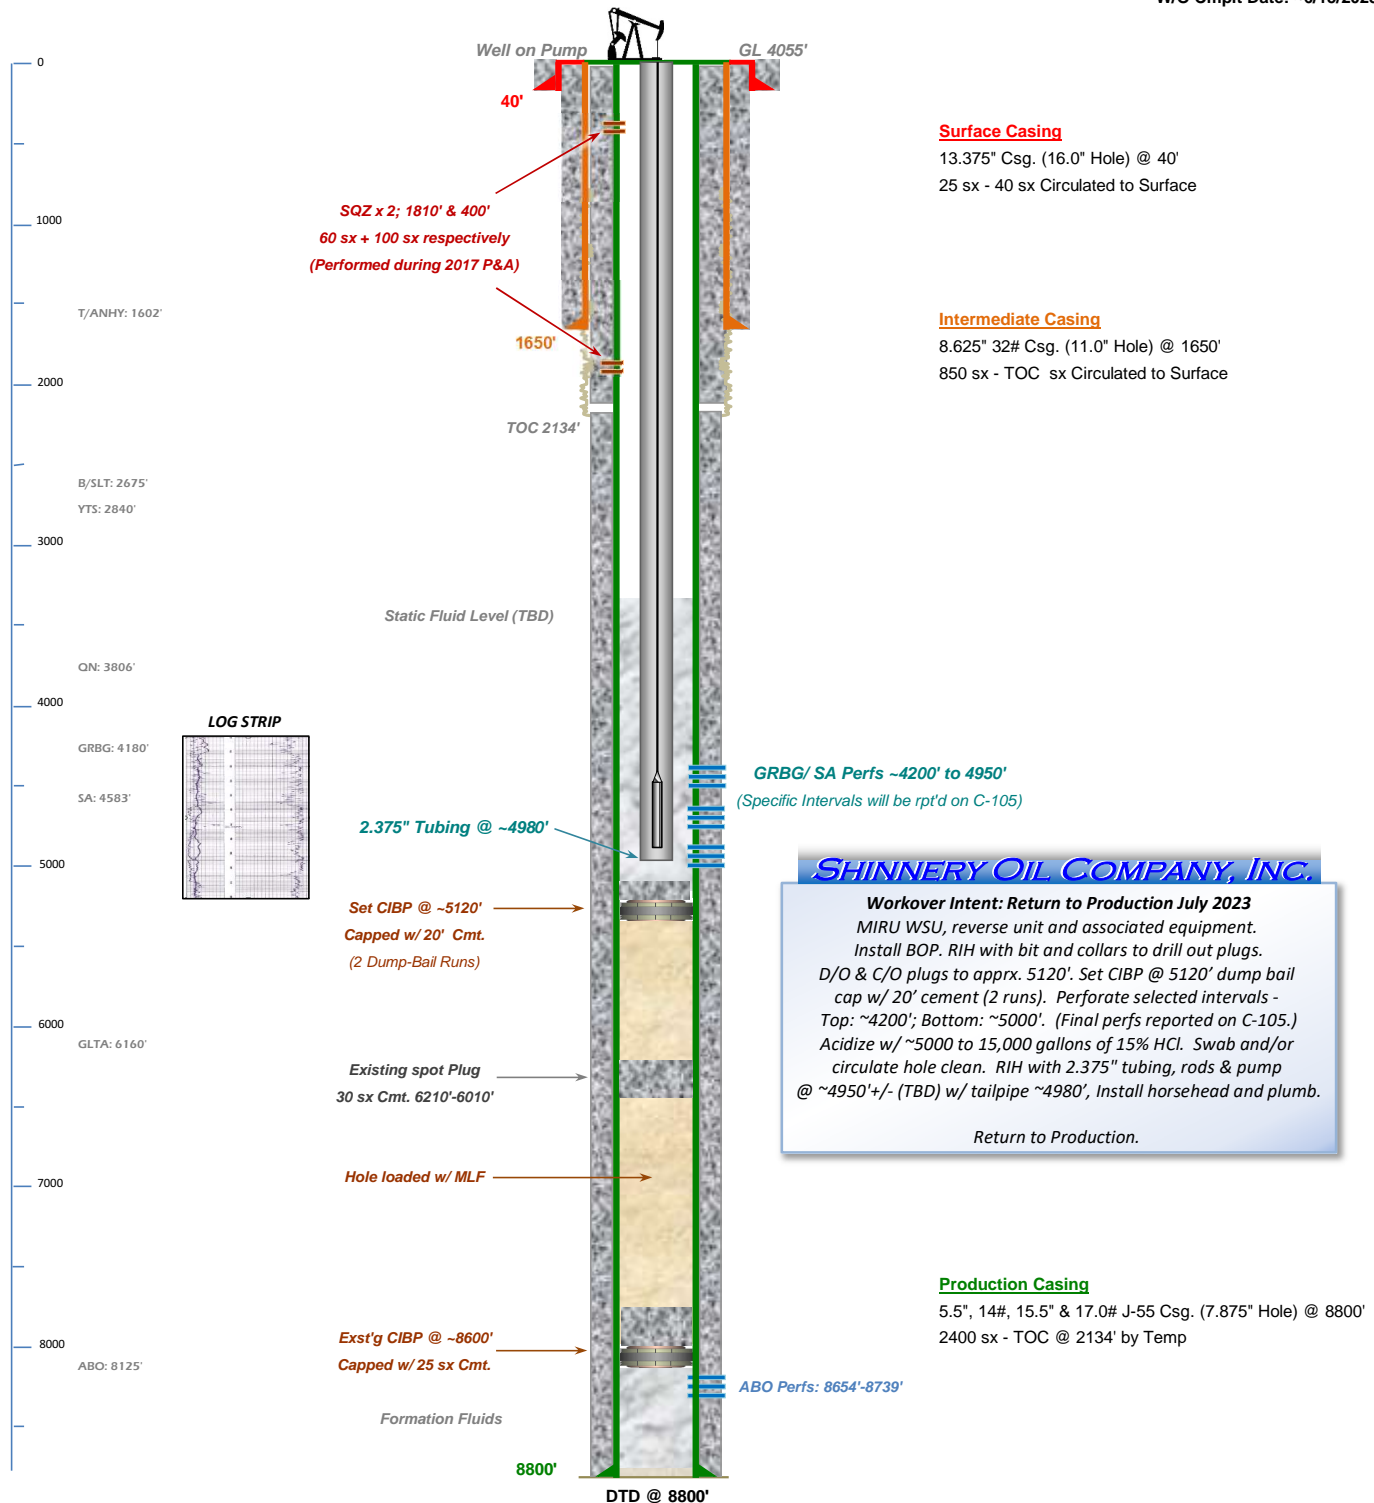 Well on Pump
GL 4055'
0
40'
Surface Casing
13.375" Csg. (16.0" Hole) @ 40'
25 sx - 40 sx Circulated to Surface
SQZ x 2; 1810' & 400'
60 sx + 100 sx respectively
(Performed during 2017 P&A)
1000
T/ANHY: 1602'
1650'
Intermediate Casing
8.625" 32# Csg. (11.0" Hole) @ 1650'
850 sx - TOC sx Circulated to Surface
2000
TOC 2134'
B/SLT: 2675'
YTS: 2840'
3000
Static Fluid Level (TBD)
QN: 3806'
4000
LOG STRIP
GRBG: 4180'
SA: 4583'
GRBG/ SA Perfs ~4200' to 4950'
(Specific Intervals will be rpt'd on C-105)
2.375" Tubing @ ~4980'
5000
Set CIBP @ ~5120'
Capped w/ 20' Cmt.
(2 Dump-Bail Runs)
SHINNERY OIL COMPANY, INC.
Workover Intent: Return to Production July 2023
MIRU WSU, reverse unit and associated equipment.
Install BOP. RIH with bit and collars to drill out plugs.
D/O & C/O plugs to apprx. 5120'. Set CIBP @ 5120' dump bail
cap w/ 20' cement (2 runs). Perforate selected intervals -
Top: ~4200'; Bottom: ~5000'. (Final perfs reported on C-105.)
Acidize w/ ~5000 to 15,000 gallons of 15% HCl. Swab and/or
circulate hole clean. RIH with 2.375" tubing, rods & pump
@ ~4950'+/- (TBD) w/ tailpipe ~4980', Install horsehead and plumb.
Return to Production.
6000
GLTA: 6160'
Existing spot Plug
30 sx Cmt. 6210'-6010'
Hole loaded w/ MLF
7000
Production Casing
5.5", 14#, 15.5" & 17.0# J-55 Csg. (7.875" Hole) @ 8800'
2400 sx - TOC @ 2134' by Temp
8000
Exst'g CIBP @ ~8600'
Capped w/ 25 sx Cmt.
ABO: 8125'
ABO Perfs: 8654'-8739'
Formation Fluids
8800'
DTD @ 8800'